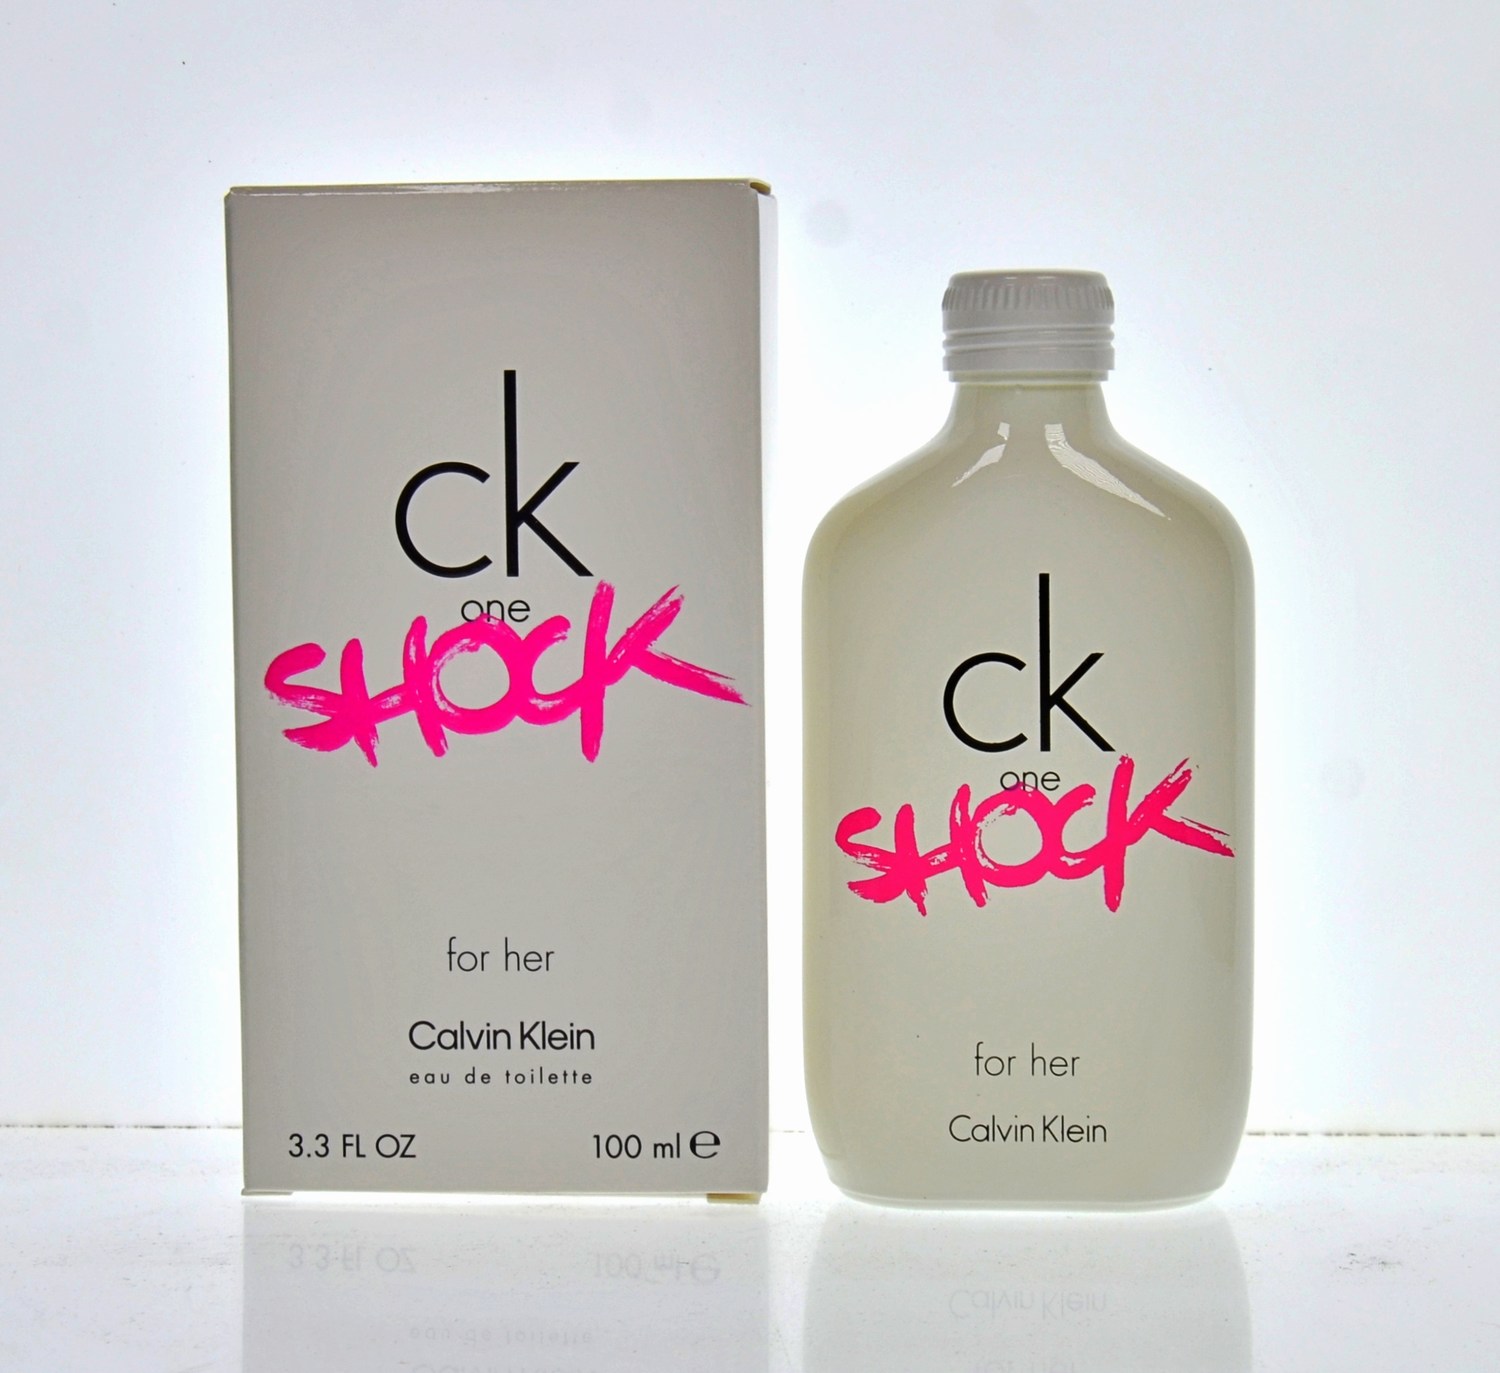 ck
one
SHOCK
for her
Calvin Klein
eau de toilette
3.3 FL OZ 100 ml ℮
ck
one
SHOCK
for her
Calvin Klein